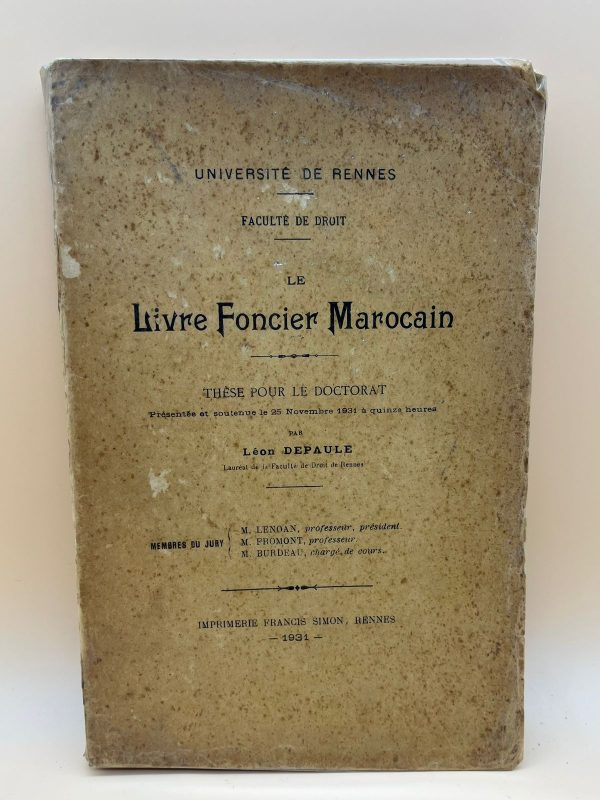 UNIVERSITÉ DE RENNES
FACULTÉ DE DROIT
LE
Livre Foncier Marocain
THÈSE POUR LE DOCTORAT
Présentée et soutenue le 25 Novembre 1931 à quinze heures
PAR
Léon DEPAULE
Lauréat de la Faculté de Droit de Rennes
MEMBRES DU JURY
M. LENOAN, professeur, président.
M. FROMONT, professeur.
M. BURDEAU, chargé de cours.
IMPRIMERIE FRANCIS SIMON, RENNES
— 1931 —